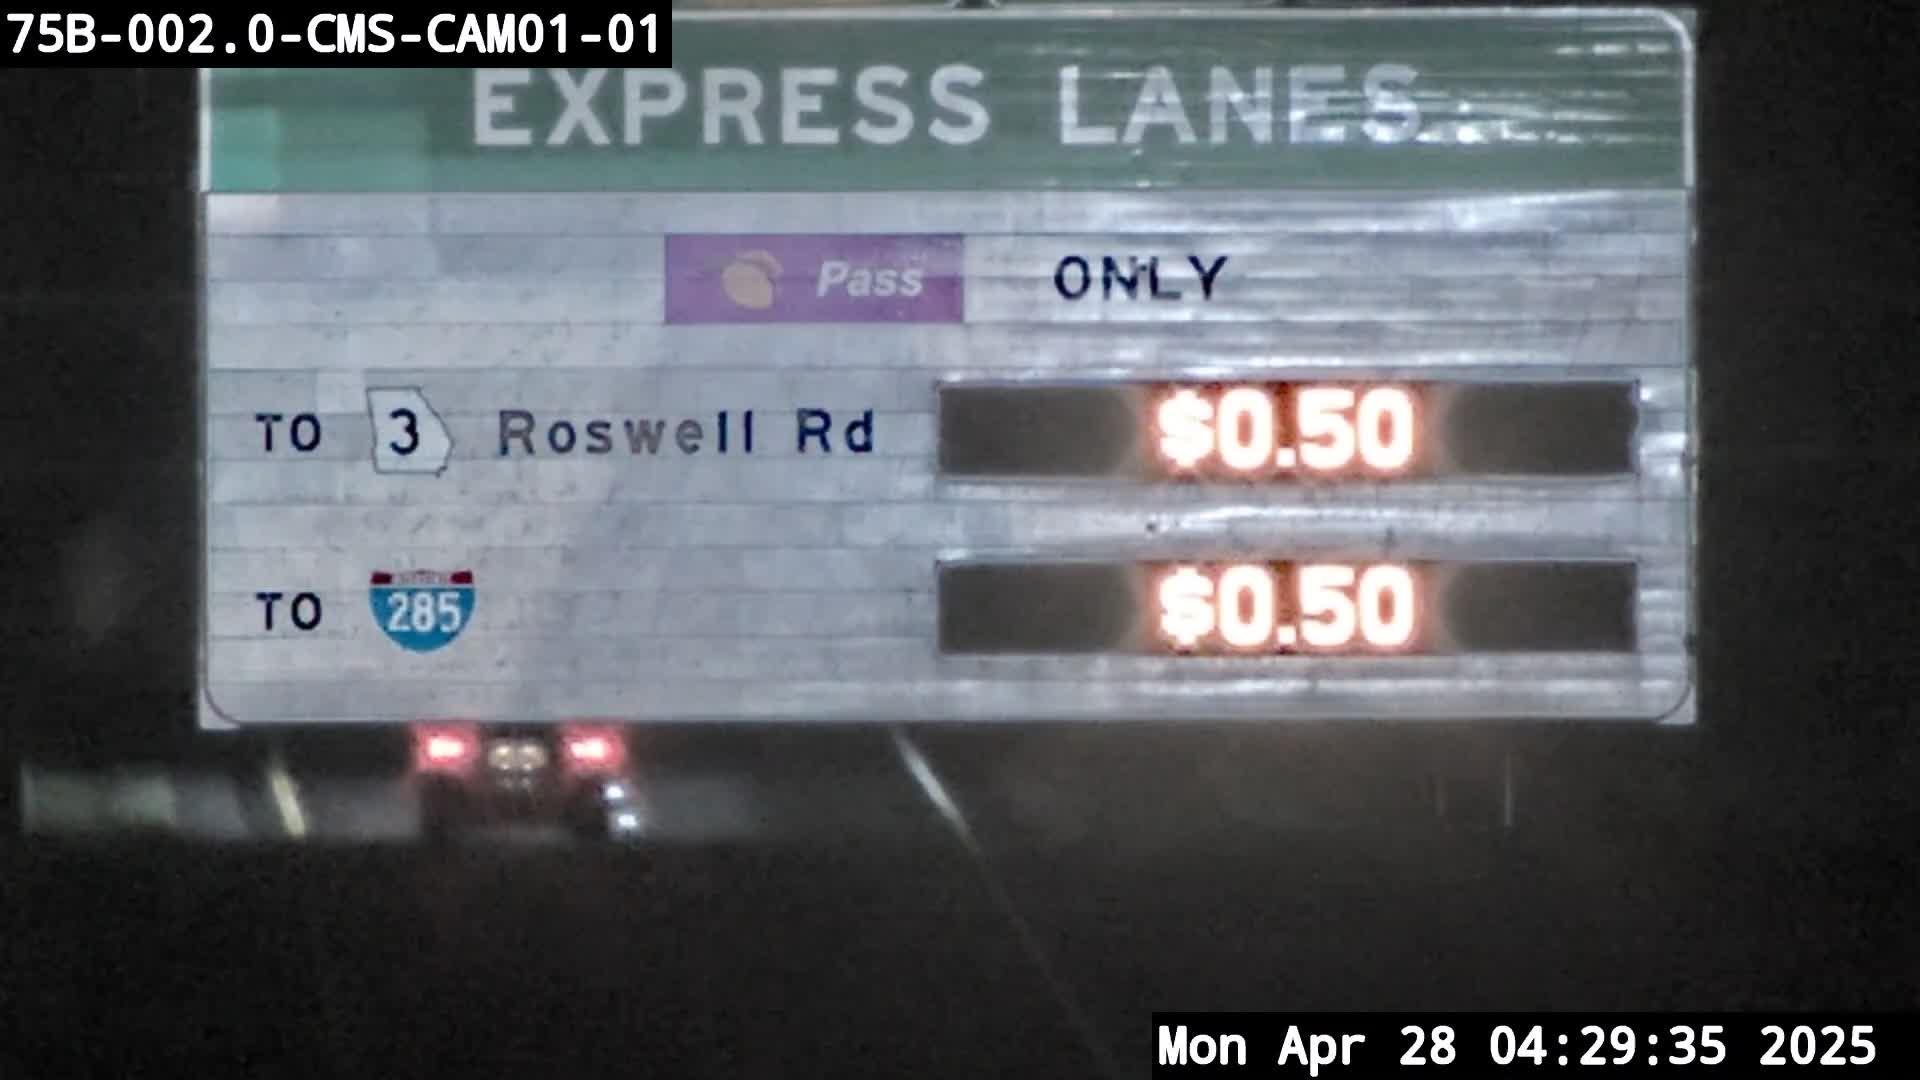 75B-002.0-CMS-CAM01-01
EXPRESS LANES
Pass ONLY
TO 3 Roswell Rd $0.50
TO 285 $0.50
Mon Apr 28 04:29:35 2025